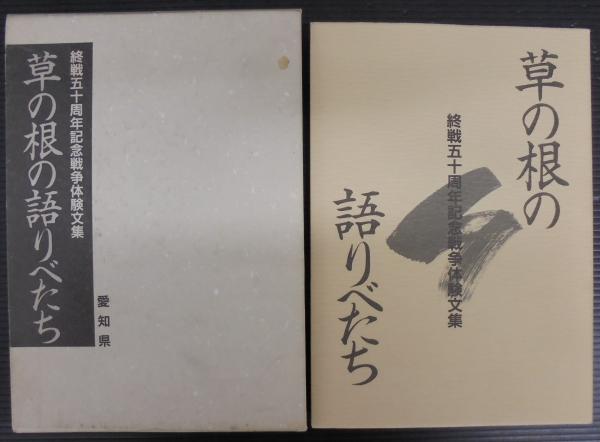 終戦五十周年記念戦争体験文集
草の根の語りべたち
愛知県
草の根の
終戦五十周年記念戦争体験文集
語りべたち